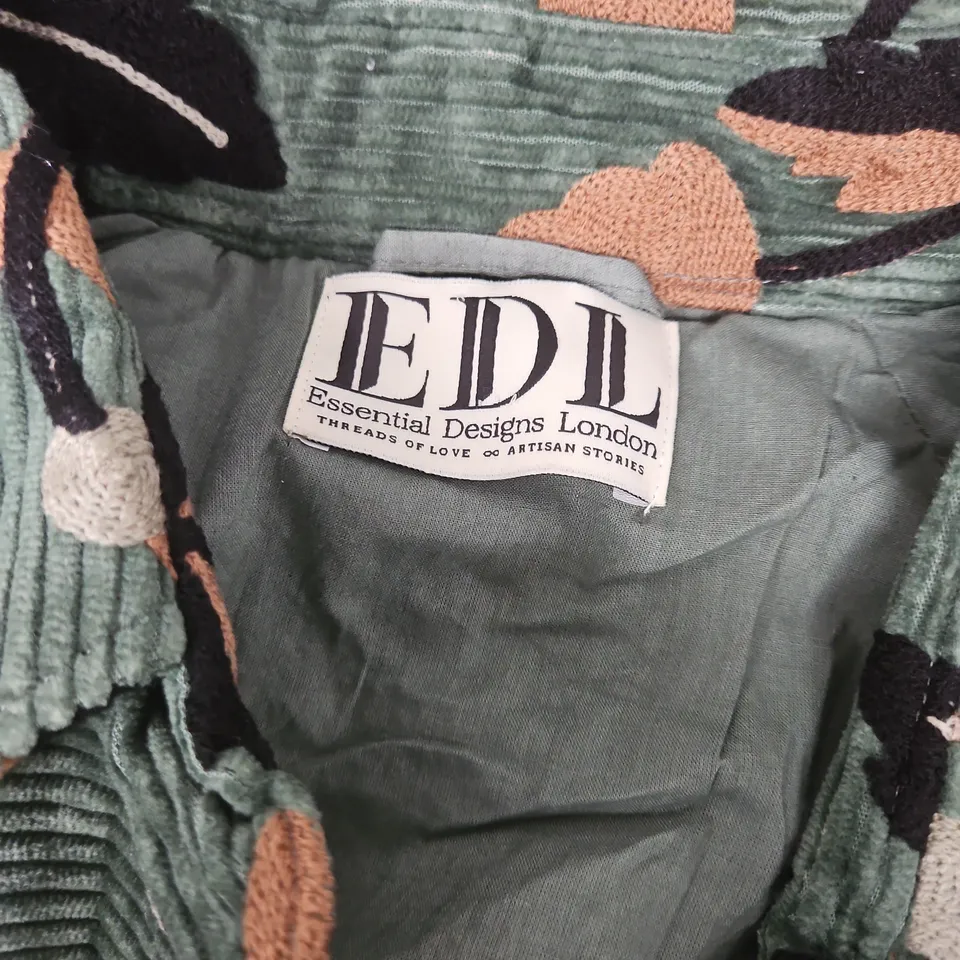 EDL
Essential Designs London
THREADS OF LOVE ∞ ARTISAN STORIES